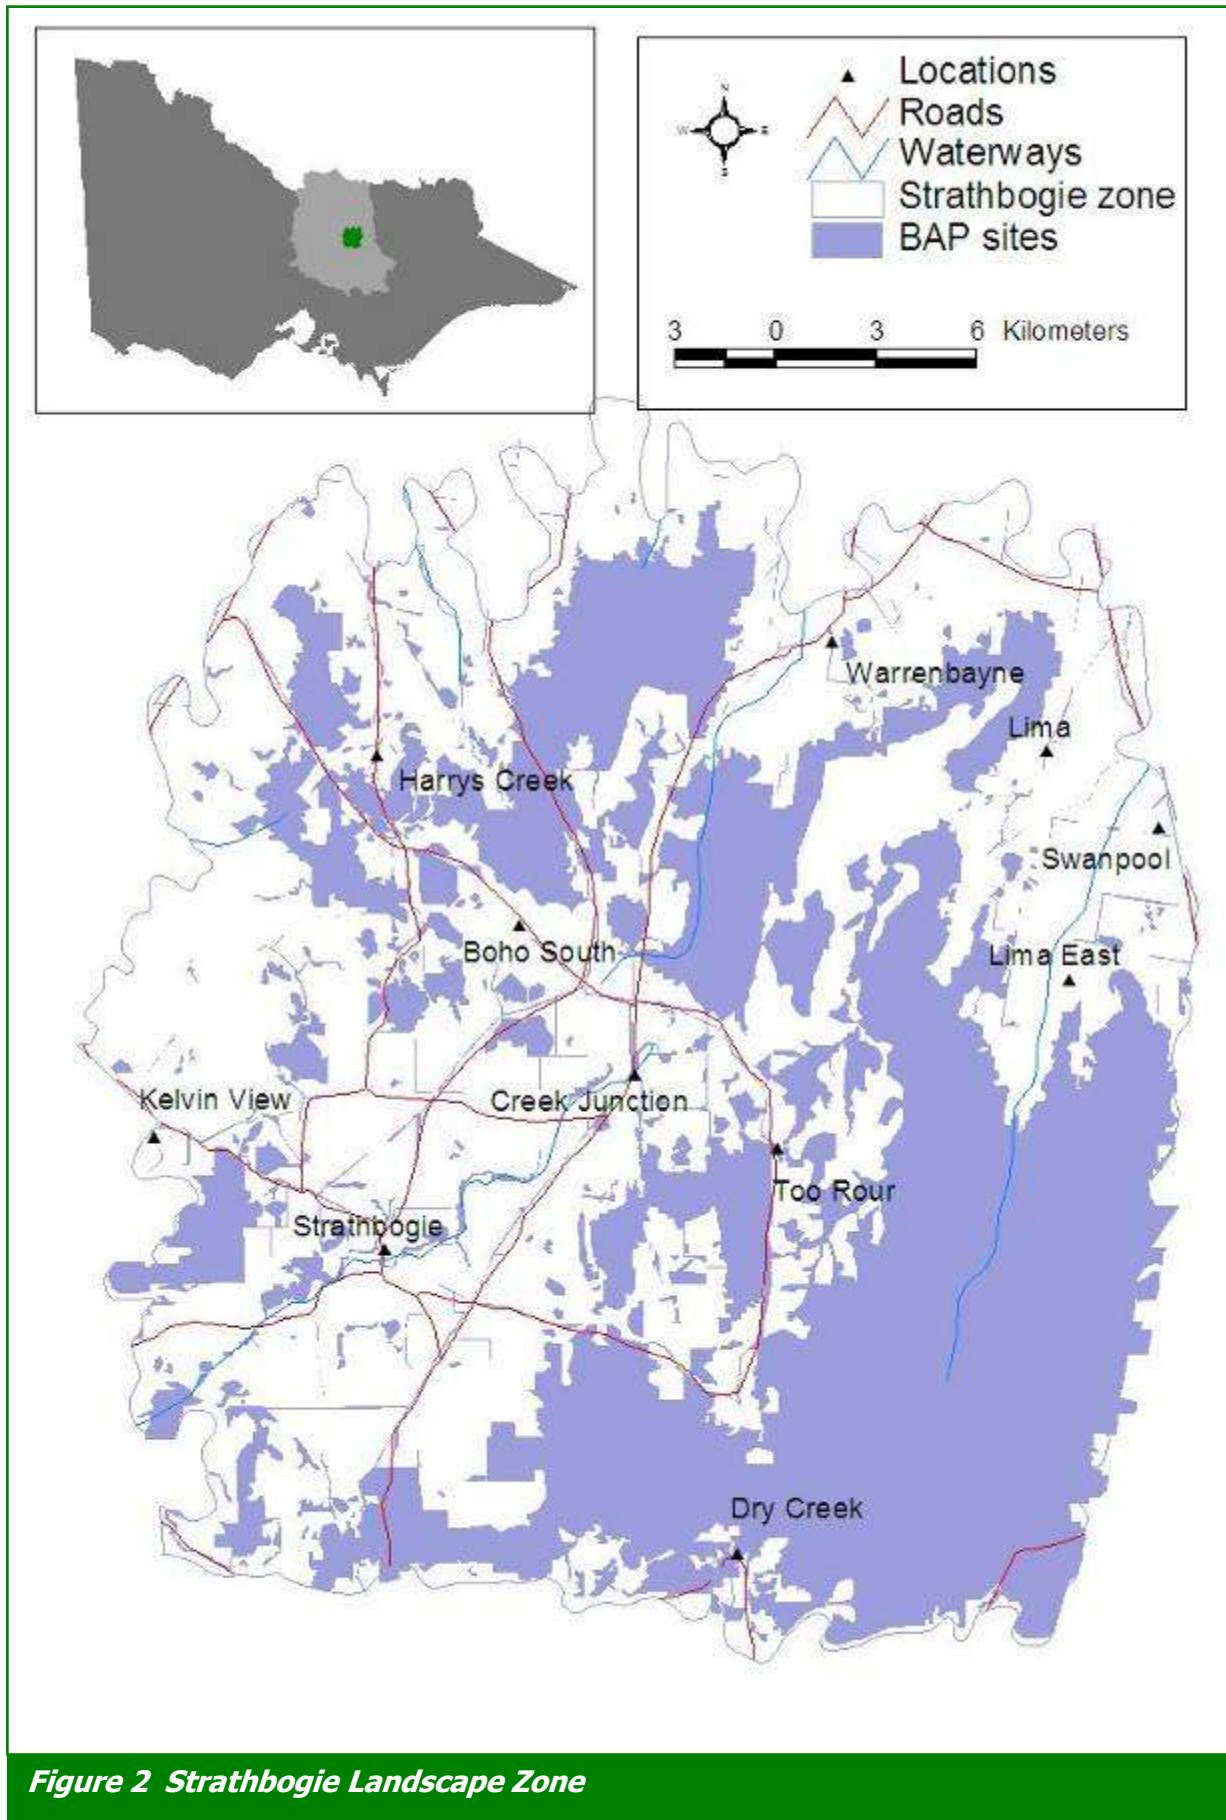 N
W
E
S
Locations
Roads
Waterways
Strathbogie zone
BAP sites
3 0 3 6 Kilometers
Warrenbayne
Lima
Harrys Creek
Swanpool
Boho South
Lima East
Kelvin View
Creek Junction
Too Rour
Strathbogie
Dry Creek
Figure 2 Strathbogie Landscape Zone